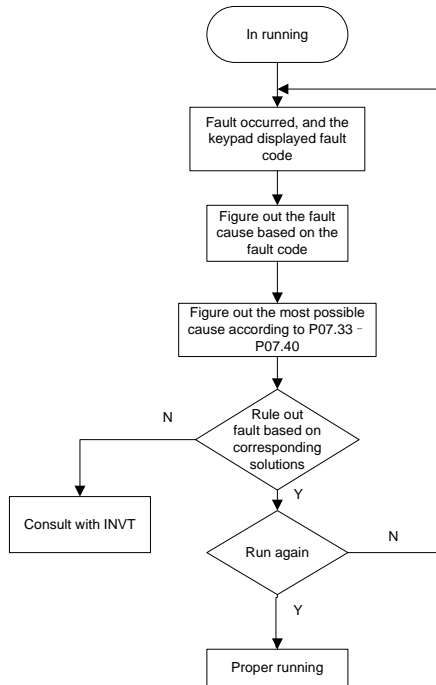 In running
Fault occurred, and the
keypad displayed fault
code
Figure out the fault
cause based on the
fault code
Figure out the most possible
cause according to P07.33 -
P07.40
N
Rule out
fault based on
corresponding
solutions
Y
Consult with INVT
Run again
N
Y
Proper running